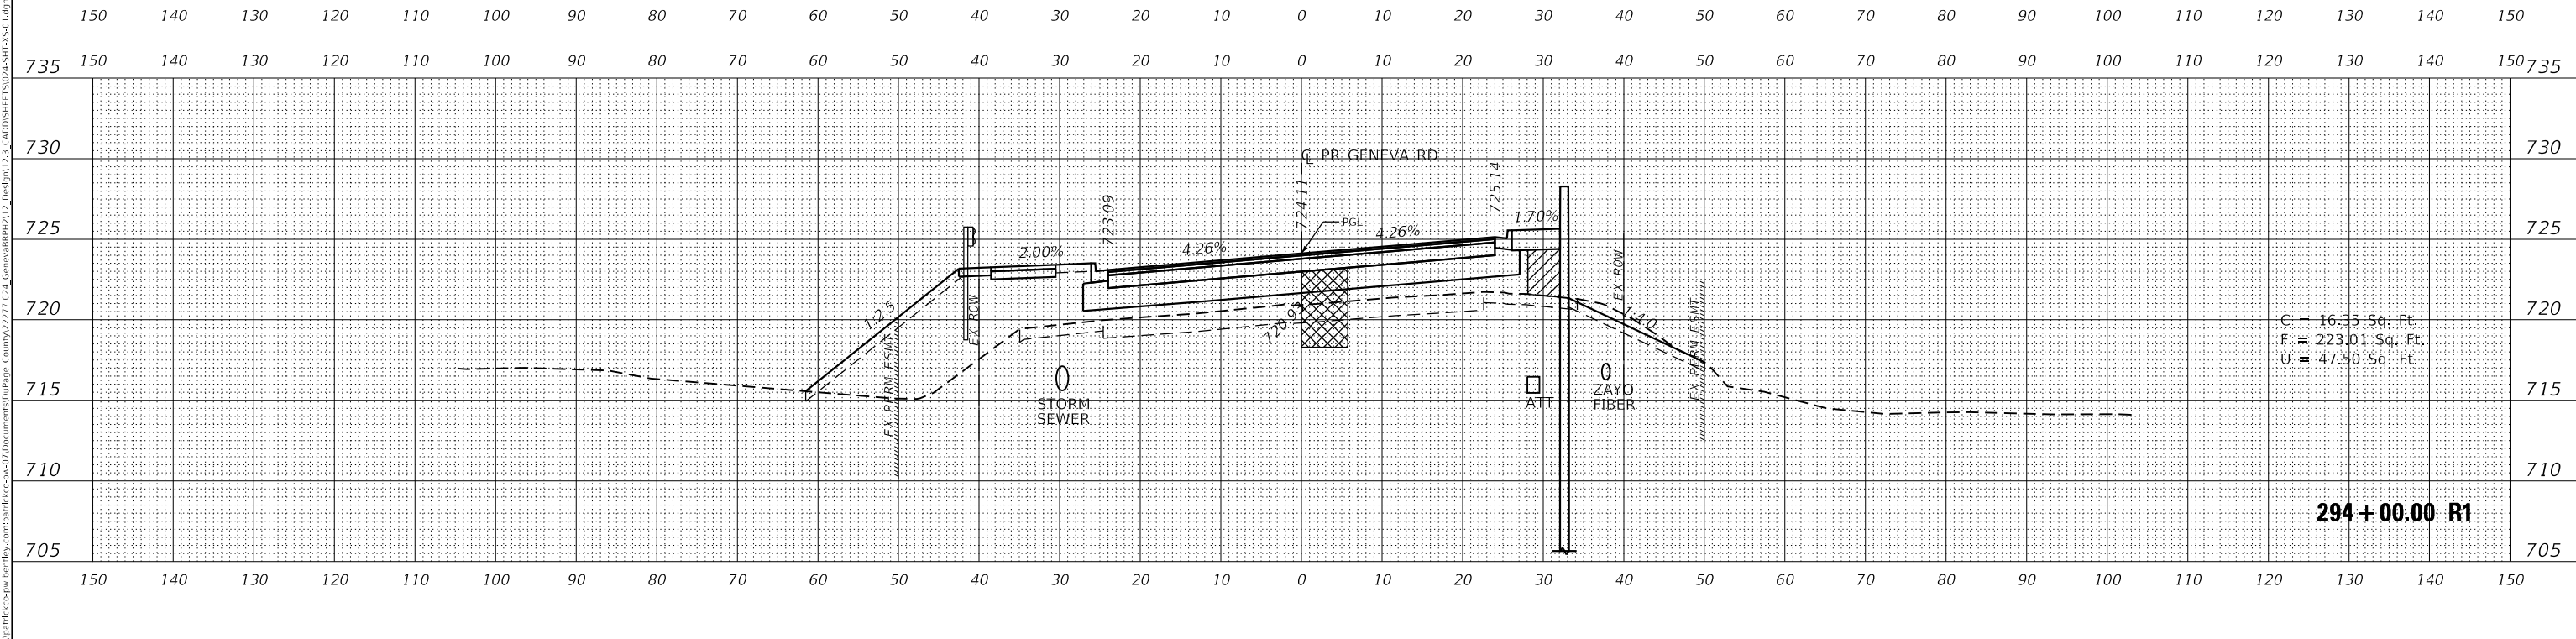 150 140 130 120 110 100 90 80 70 60 50 40 30 20 10 0 10 20 30 40 50 60 70 80 90 100 110 120 130 140 150
150 140 130 120 110 100 90 80 70 60 50 40 30 20 10 0 10 20 30 40 50 60 70 80 90 100 110 120 130 140 150
735 735
730 730
℄ PR GENEVA RD
725 725
723.09
724.11
725.14
PGL
2.00%
4.26%
4.26%
1.70%
EX ROW
EX ROW
720 720
1:2.5
720.93
1:4.0
EX PERM ESMT
EX PERM ESMT
C = 16.35 Sq. Ft.
F = 223.01 Sq. Ft.
U = 47.50 Sq. Ft.
715 715
STORM
SEWER
ATT
ZAYO
FIBER
710 710
294+00.00 R1
705 705
150 140 130 120 110 100 90 80 70 60 50 40 30 20 10 0 10 20 30 40 50 60 70 80 90 100 110 120 130 140 150